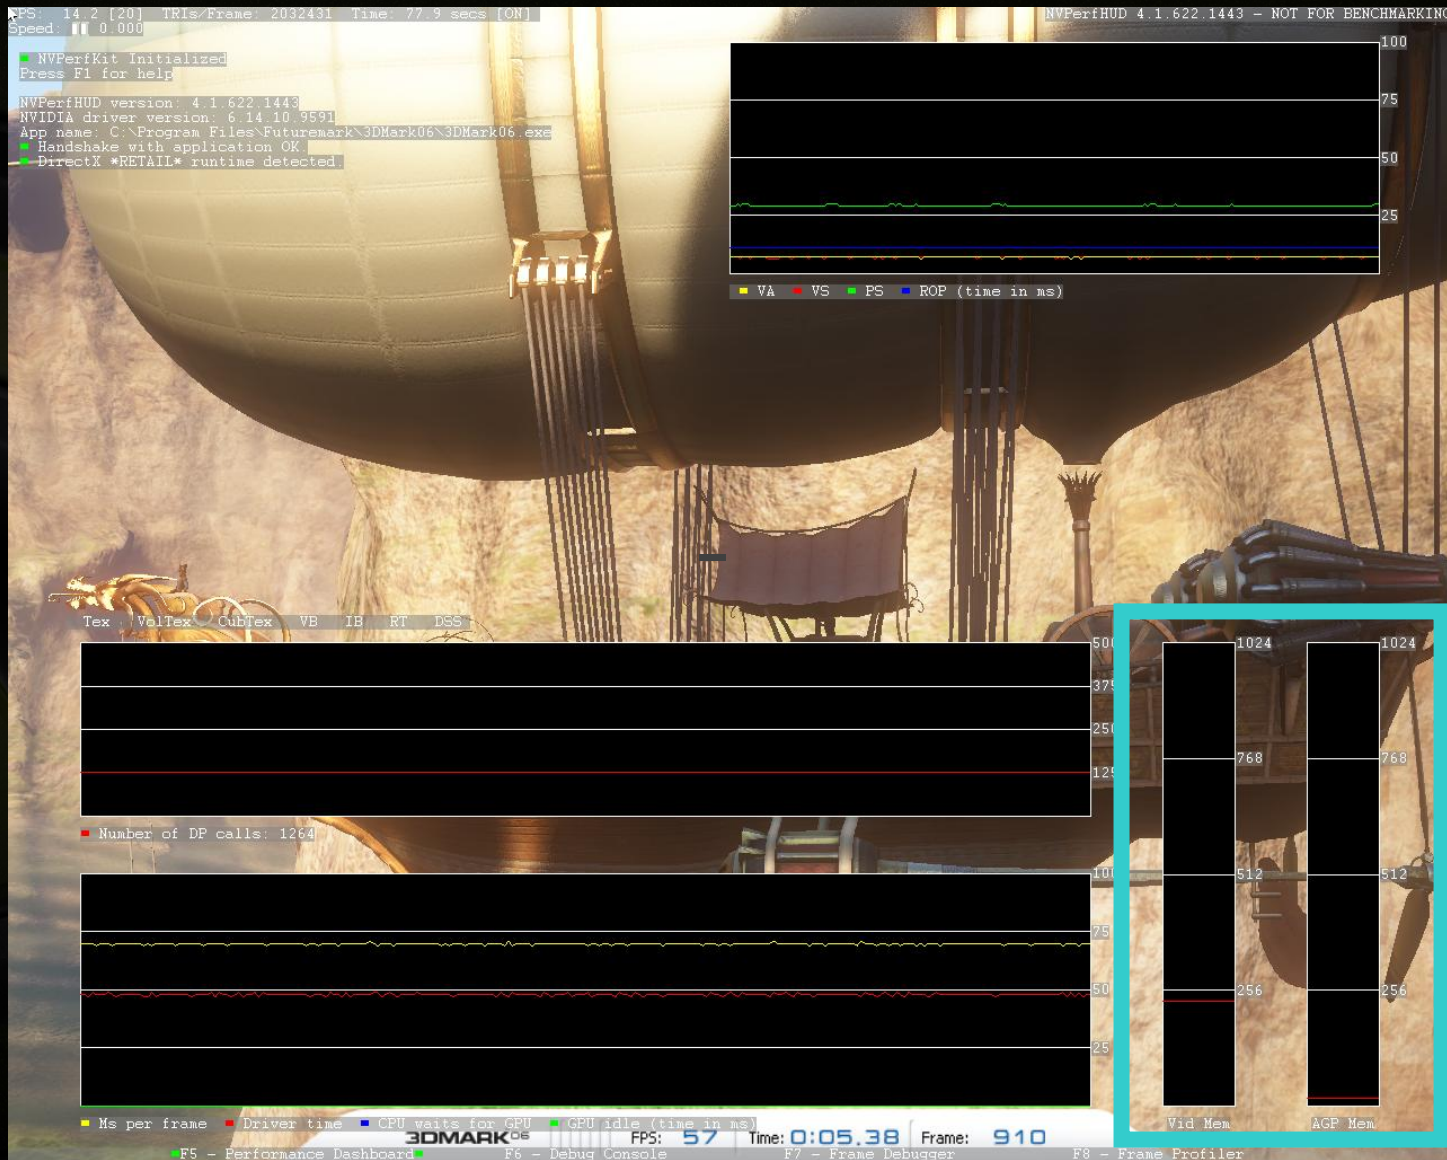 FPS: 14.2 [20] TRIs/Frame: 2032431 Time: 77.9 secs [ON]
NVPerfHUD 4.1.622.1443 - NOT FOR BENCHMARKING
Speed: 0.000
NVPerfKit Initialized
Press F1 for help
NVPerfHUD version: 4.1.622.1443
NVIDIA driver version: 6.14.10.9591
App name: C:\Program Files\Futuremark\3DMark06\3DMark06.exe
Handshake with application OK.
DirectX *RETAIL* runtime detected.
100
75
50
25
VA VS PS ROP (time in ms)
Tex VolTex CubTex VB IB RT DSS
500
375
250
125
Number of DP calls: 1264
100
75
50
25
Ms per frame Driver time CPU waits for GPU GPU idle (time in ms)
1024
768
512
256
Vid Mem
1024
768
512
256
AGP Mem
3DMARK06 FPS: 57 Time: 0:05.38 Frame: 910
F5 - Performance Dashboard F6 - Debug Console F7 - Frame Debugger F8 - Frame Profiler